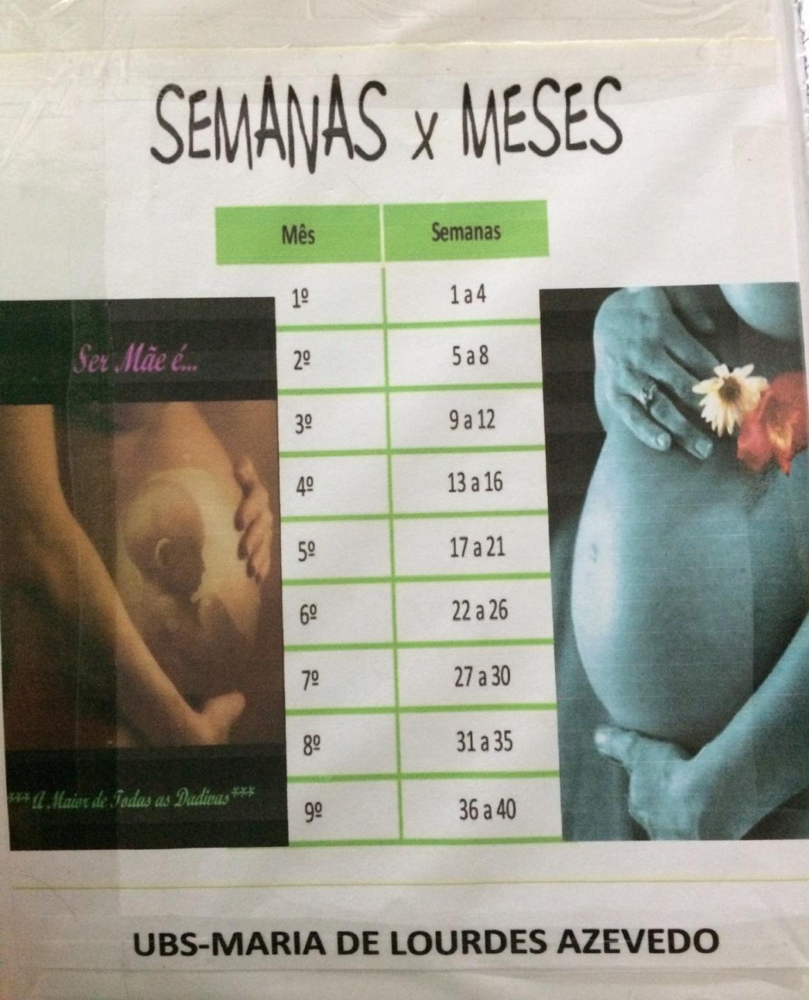 SEMANAS x MESES
Mês Semanas
1º 1 a 4
2º 5 a 8
3º 9 a 12
4º 13 a 16
5º 17 a 21
6º 22 a 26
7º 27 a 30
8º 31 a 35
9º 36 a 40
Ser Mãe é...
***A Maior de Todas as Dadivas***
UBS-MARIA DE LOURDES AZEVEDO